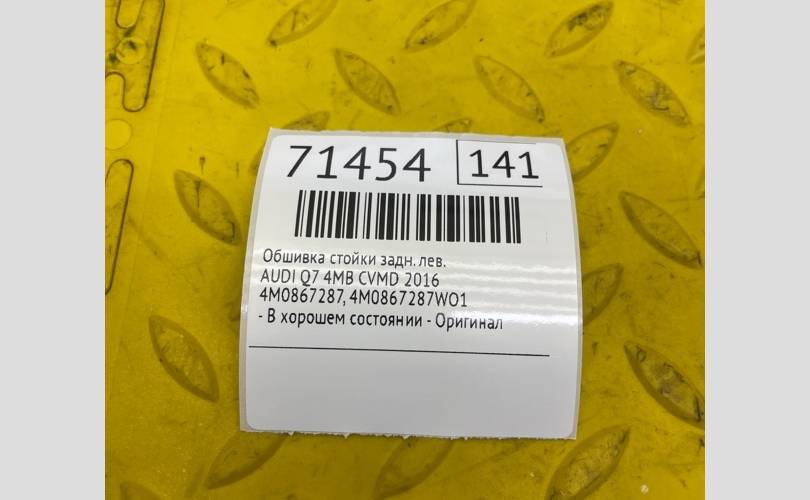 71454 141
Обшивка стойки задн. лев.
AUDI Q7 4MB CVMD 2016
4M0867287, 4M0867287WO1
- В хорошем состоянии - Оригинал